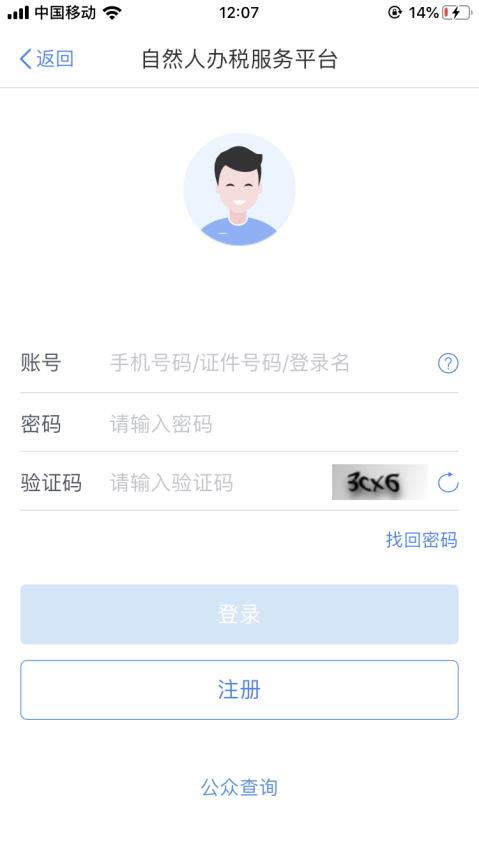 中国移动 12:07 14%
返回 自然人办税服务平台
账号 手机号码/证件号码/登录名 ?
密码 请输入密码
验证码 请输入验证码 3cx6
找回密码
登录
注册
公众查询